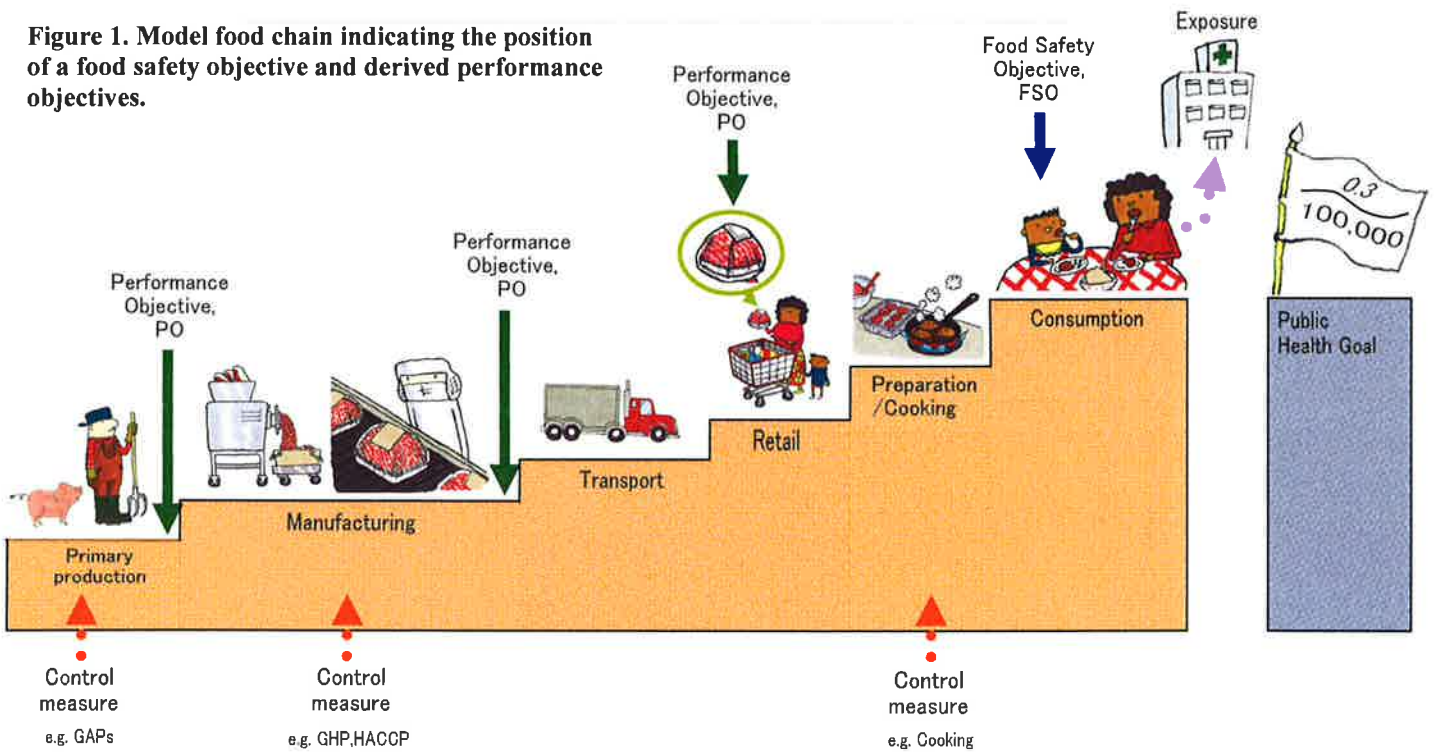 Figure 1. Model food chain indicating the position
of a food safety objective and derived performance
objectives.
Exposure
Food Safety
Objective,
FSO
Performance
Objective,
PO
Performance
Objective,
PO
Performance
Objective,
PO
0.3
100,000
Consumption
Public
Health Goal
Preparation
/Cooking
Retail
Transport
Manufacturing
Primary
production
Control
measure
e.g. GAPs
Control
measure
e.g. GHP,HACCP
Control
measure
e.g. Cooking